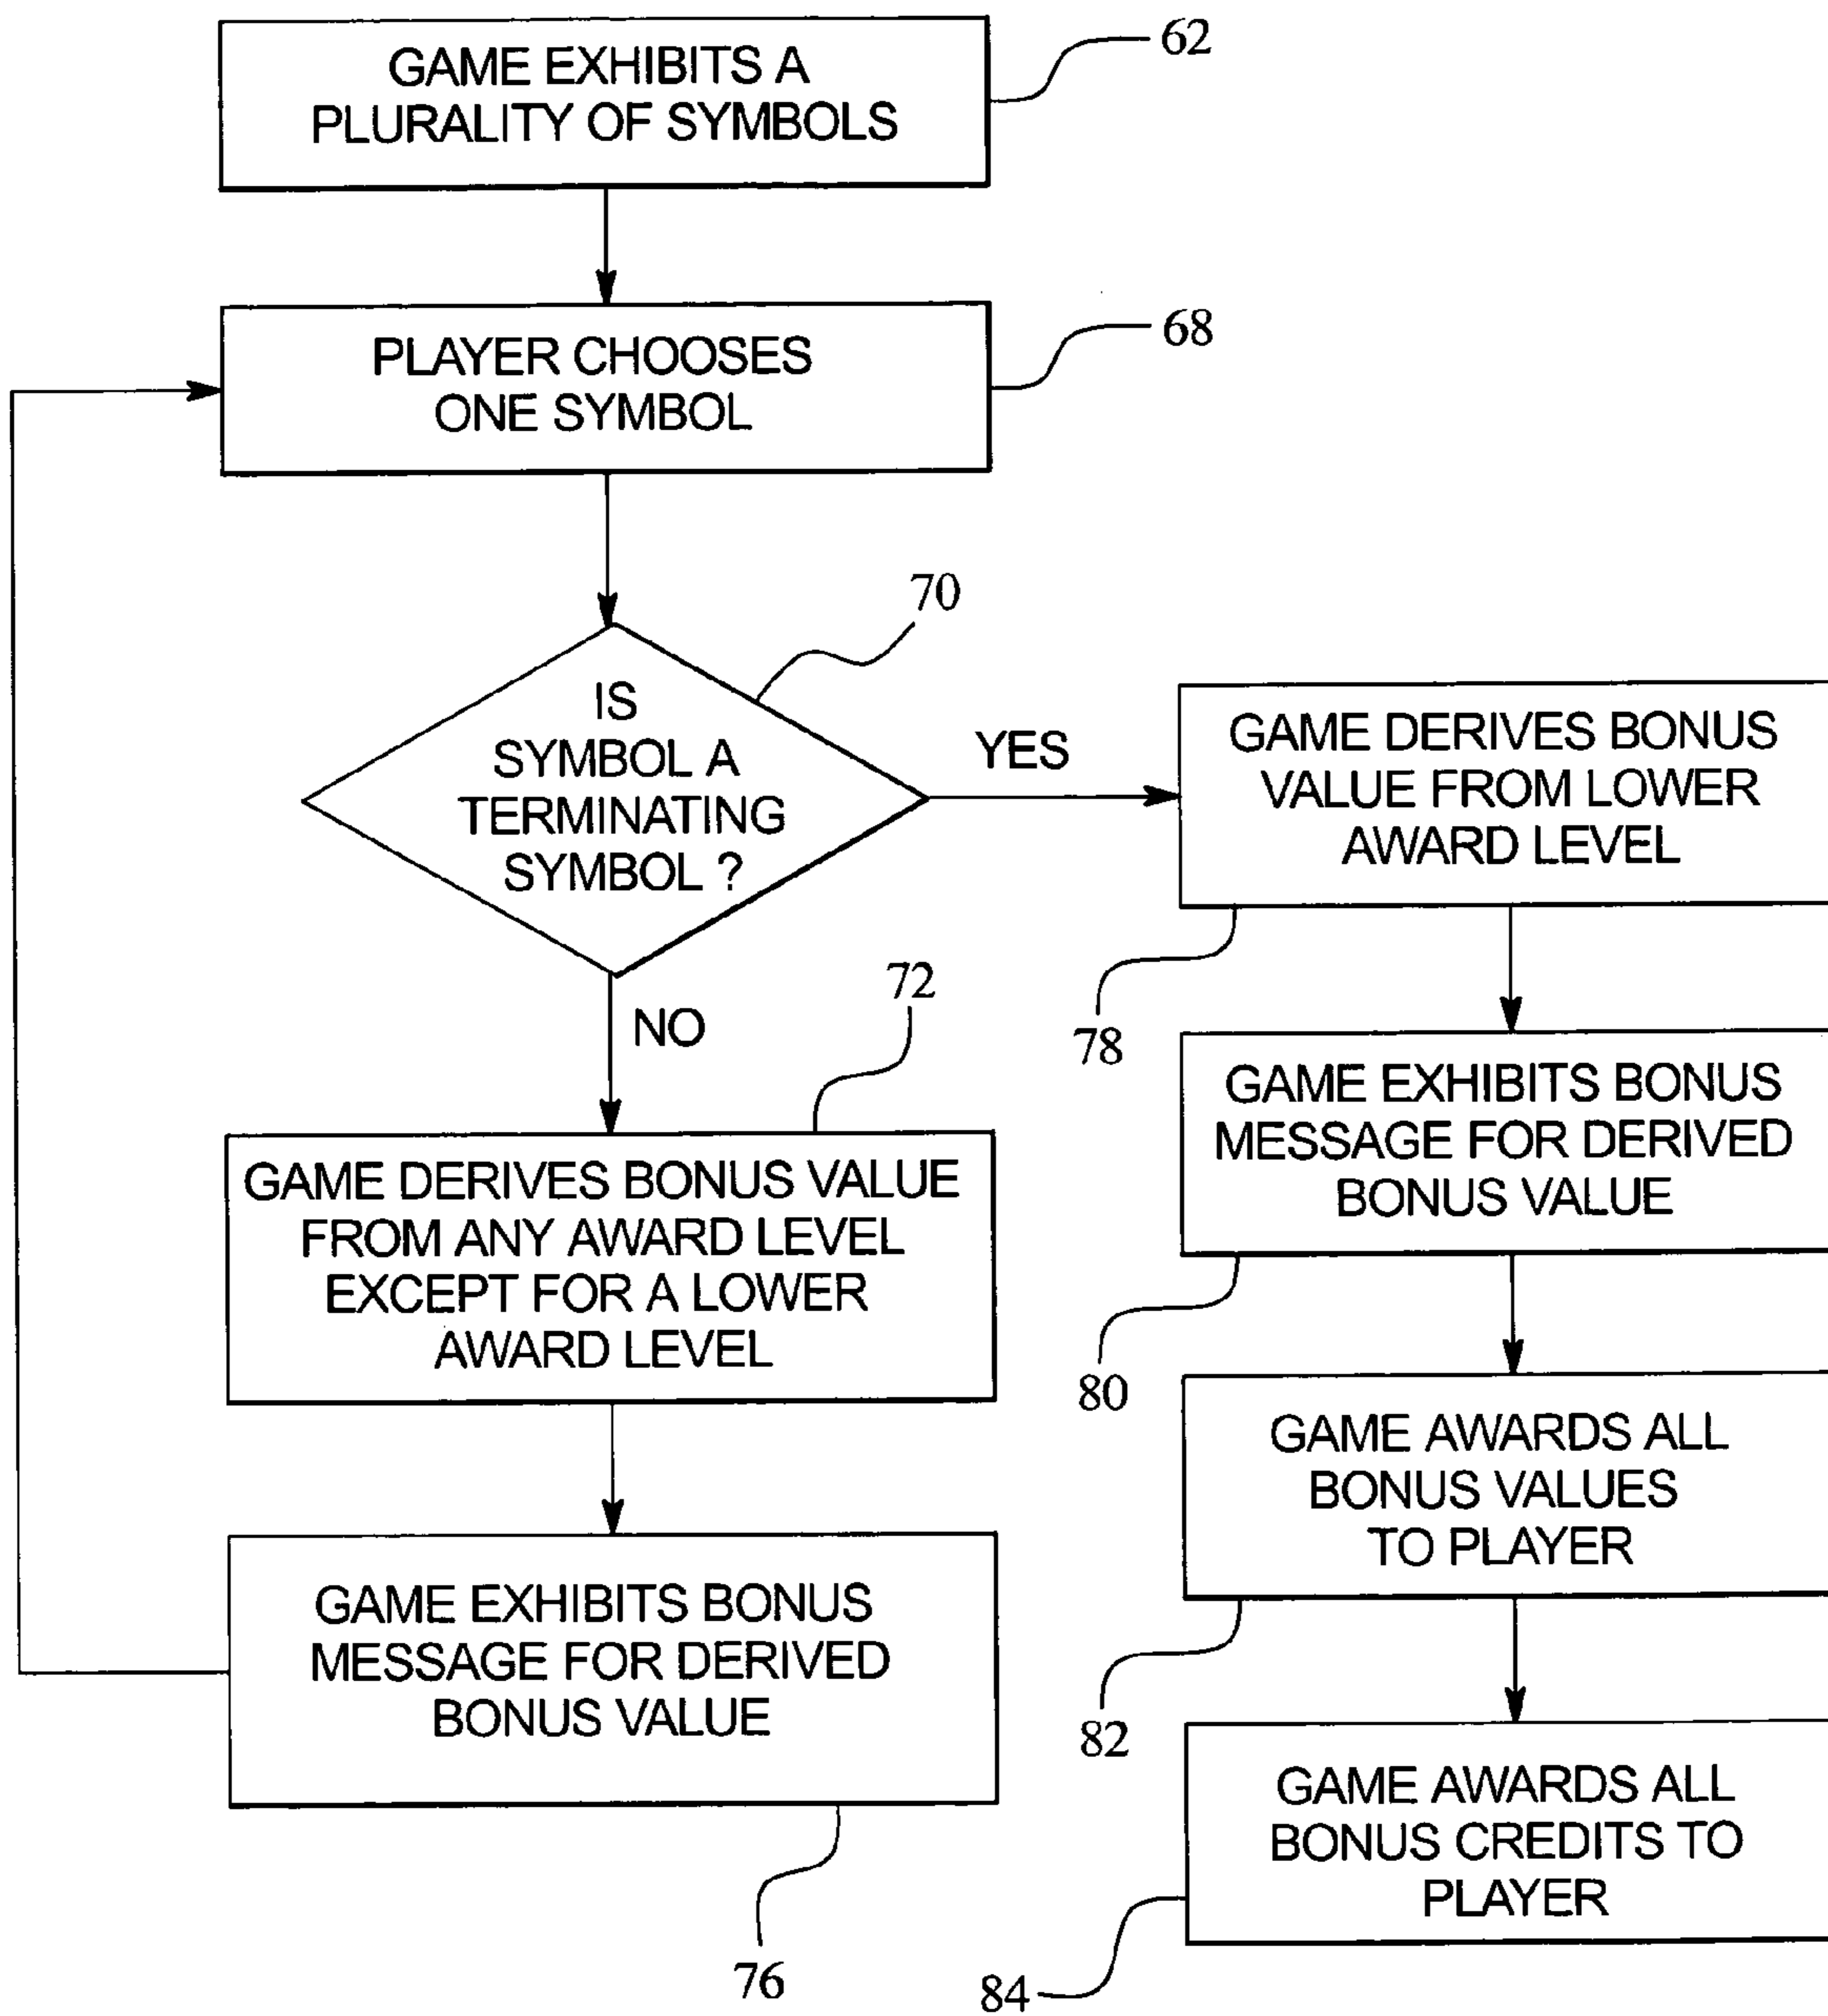 GAME EXHIBITS A
PLURALITY OF SYMBOLS
62
PLAYER CHOOSES
ONE SYMBOL
68
IS
SYMBOL A
TERMINATING
SYMBOL ?
70
YES
NO
GAME DERIVES BONUS VALUE
FROM ANY AWARD LEVEL
EXCEPT FOR A LOWER
AWARD LEVEL
72
GAME EXHIBITS BONUS
MESSAGE FOR DERIVED
BONUS VALUE
76
GAME DERIVES BONUS
VALUE FROM LOWER
AWARD LEVEL
78
GAME EXHIBITS BONUS
MESSAGE FOR DERIVED
BONUS VALUE
80
GAME AWARDS ALL
BONUS VALUES
TO PLAYER
82
GAME AWARDS ALL
BONUS CREDITS TO
PLAYER
84